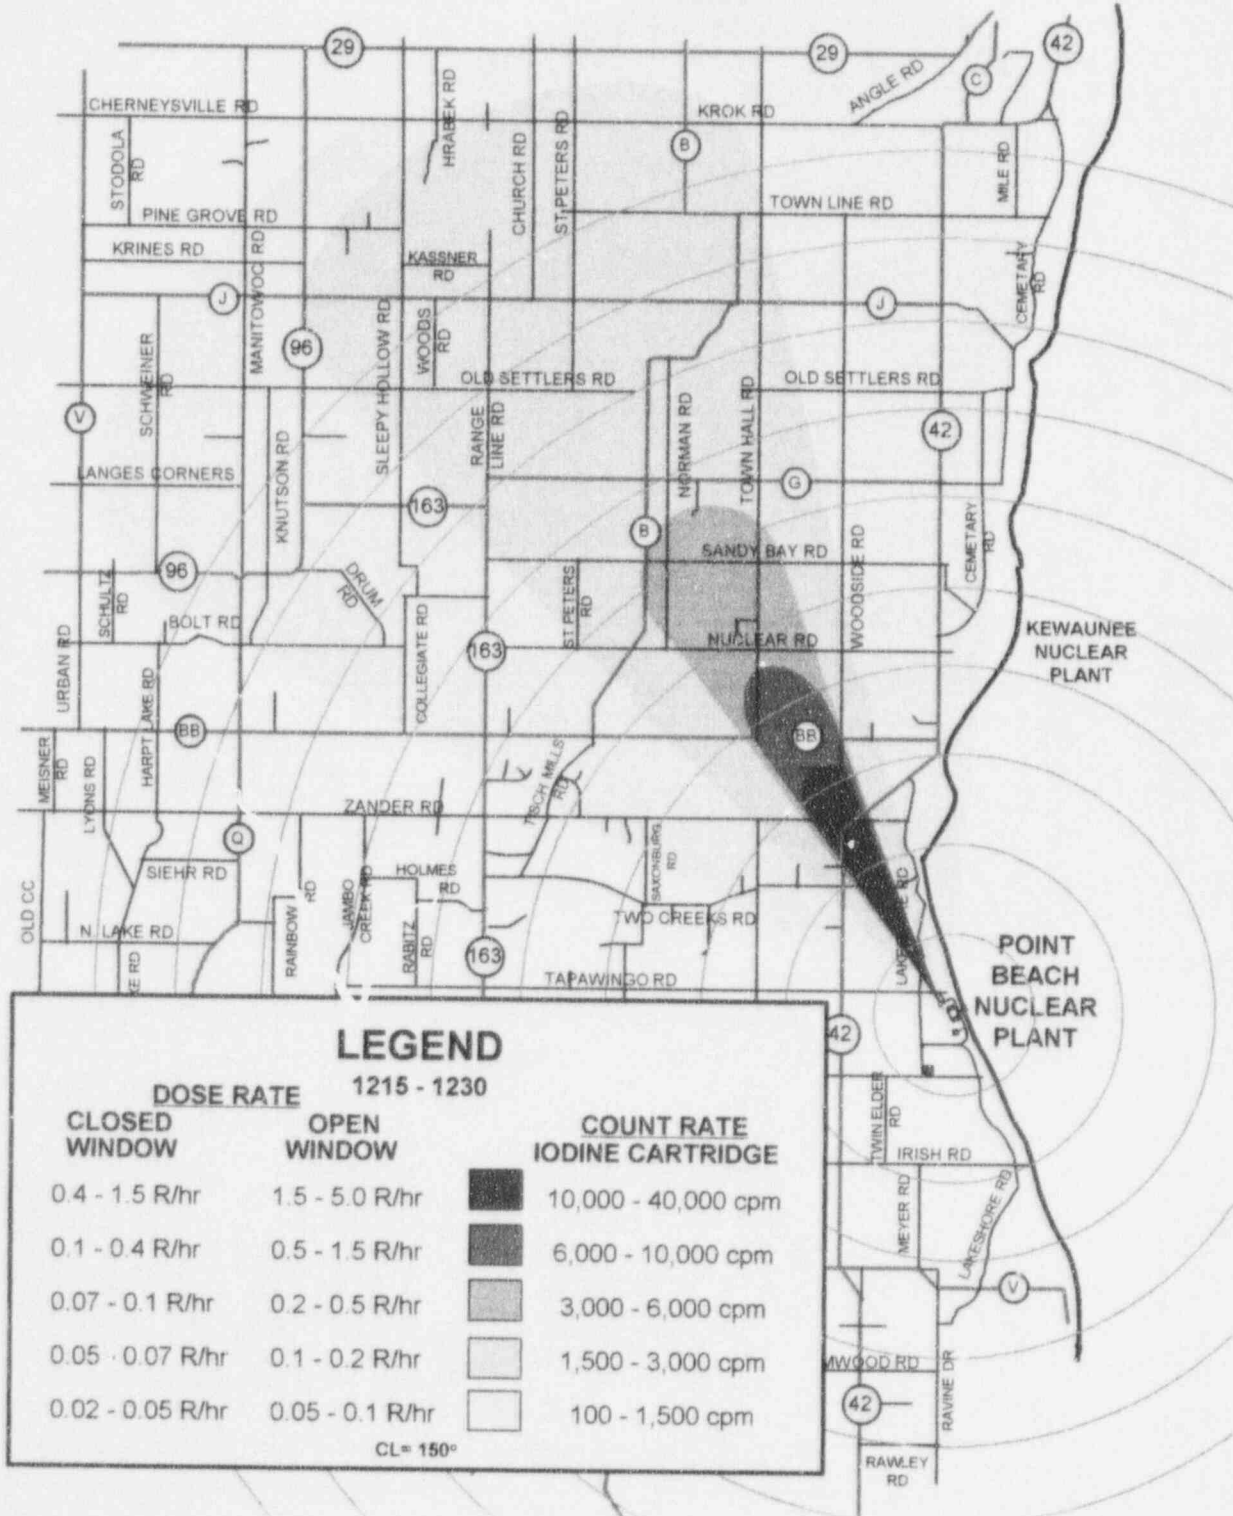 29
29
42
C
ANGLE RD
CHERNEYSVILLE RD
HRABEK RD
KROK RD
STODOLA
RD
CHURCH RD
ST PETERS RD
B
MILE RD
PINE GROVE RD
TOWN LINE RD
KRINES RD
MANITOWOC RD
KASSNER
RD
CEMETARY
RD
J
J
SCHWEINER
RD
96
SLEEPY HOLLOW RD
WOODS
RD
OLD SETTLERS RD
OLD SETTLERS RD
V
42
KNUTSON RD
RANGE
LINE RD
NORMAN RD
TOWN HALL RD
LANGES CORNERS
G
163
B
SANDY BAY RD
WOODSIDE RD
CEMETARY
RD
96
SCHULTZ
RD
DRUM
RD
ST PETERS
RD
BOLT RD
COLLEGIATE RD
163
NUCLEAR RD
KEWAUNEE
NUCLEAR
PLANT
URBAN RD
HARPT LAKE RD
BB
BB
MEISNER
RD
LYONS RD
TISCH MILLS
RD
ZANDER RD
Q
SIEHR RD
HOLMES
RD
SAXONBURG
RD
OLD CC
RAINBOW
RD
JAMBO
CREEK RD
RABITZ
RD
TWO CREEKS RD
N. LAKE RD
KE RD
163
TAPAWINGO RD
POINT
BEACH
NUCLEAR
PLANT
42
TWIN ELDER
RD
IRISH RD
MEYER RD
LAKESHORE RD
V
MWOOD RD
RAVINE DR
42
RAWLEY
RD
LEGEND
1215 - 1230
DOSE RATE
CLOSED
WINDOW
OPEN
WINDOW
COUNT RATE
IODINE CARTRIDGE
0.4 - 1.5 R/hr 1.5 - 5.0 R/hr 10,000 - 40,000 cpm
0.1 - 0.4 R/hr 0.5 - 1.5 R/hr 6,000 - 10,000 cpm
0.07 - 0.1 R/hr 0.2 - 0.5 R/hr 3,000 - 6,000 cpm
0.05 - 0.07 R/hr 0.1 - 0.2 R/hr 1,500 - 3,000 cpm
0.02 - 0.05 R/hr 0.05 - 0.1 R/hr 100 - 1,500 cpm
CL= 150°